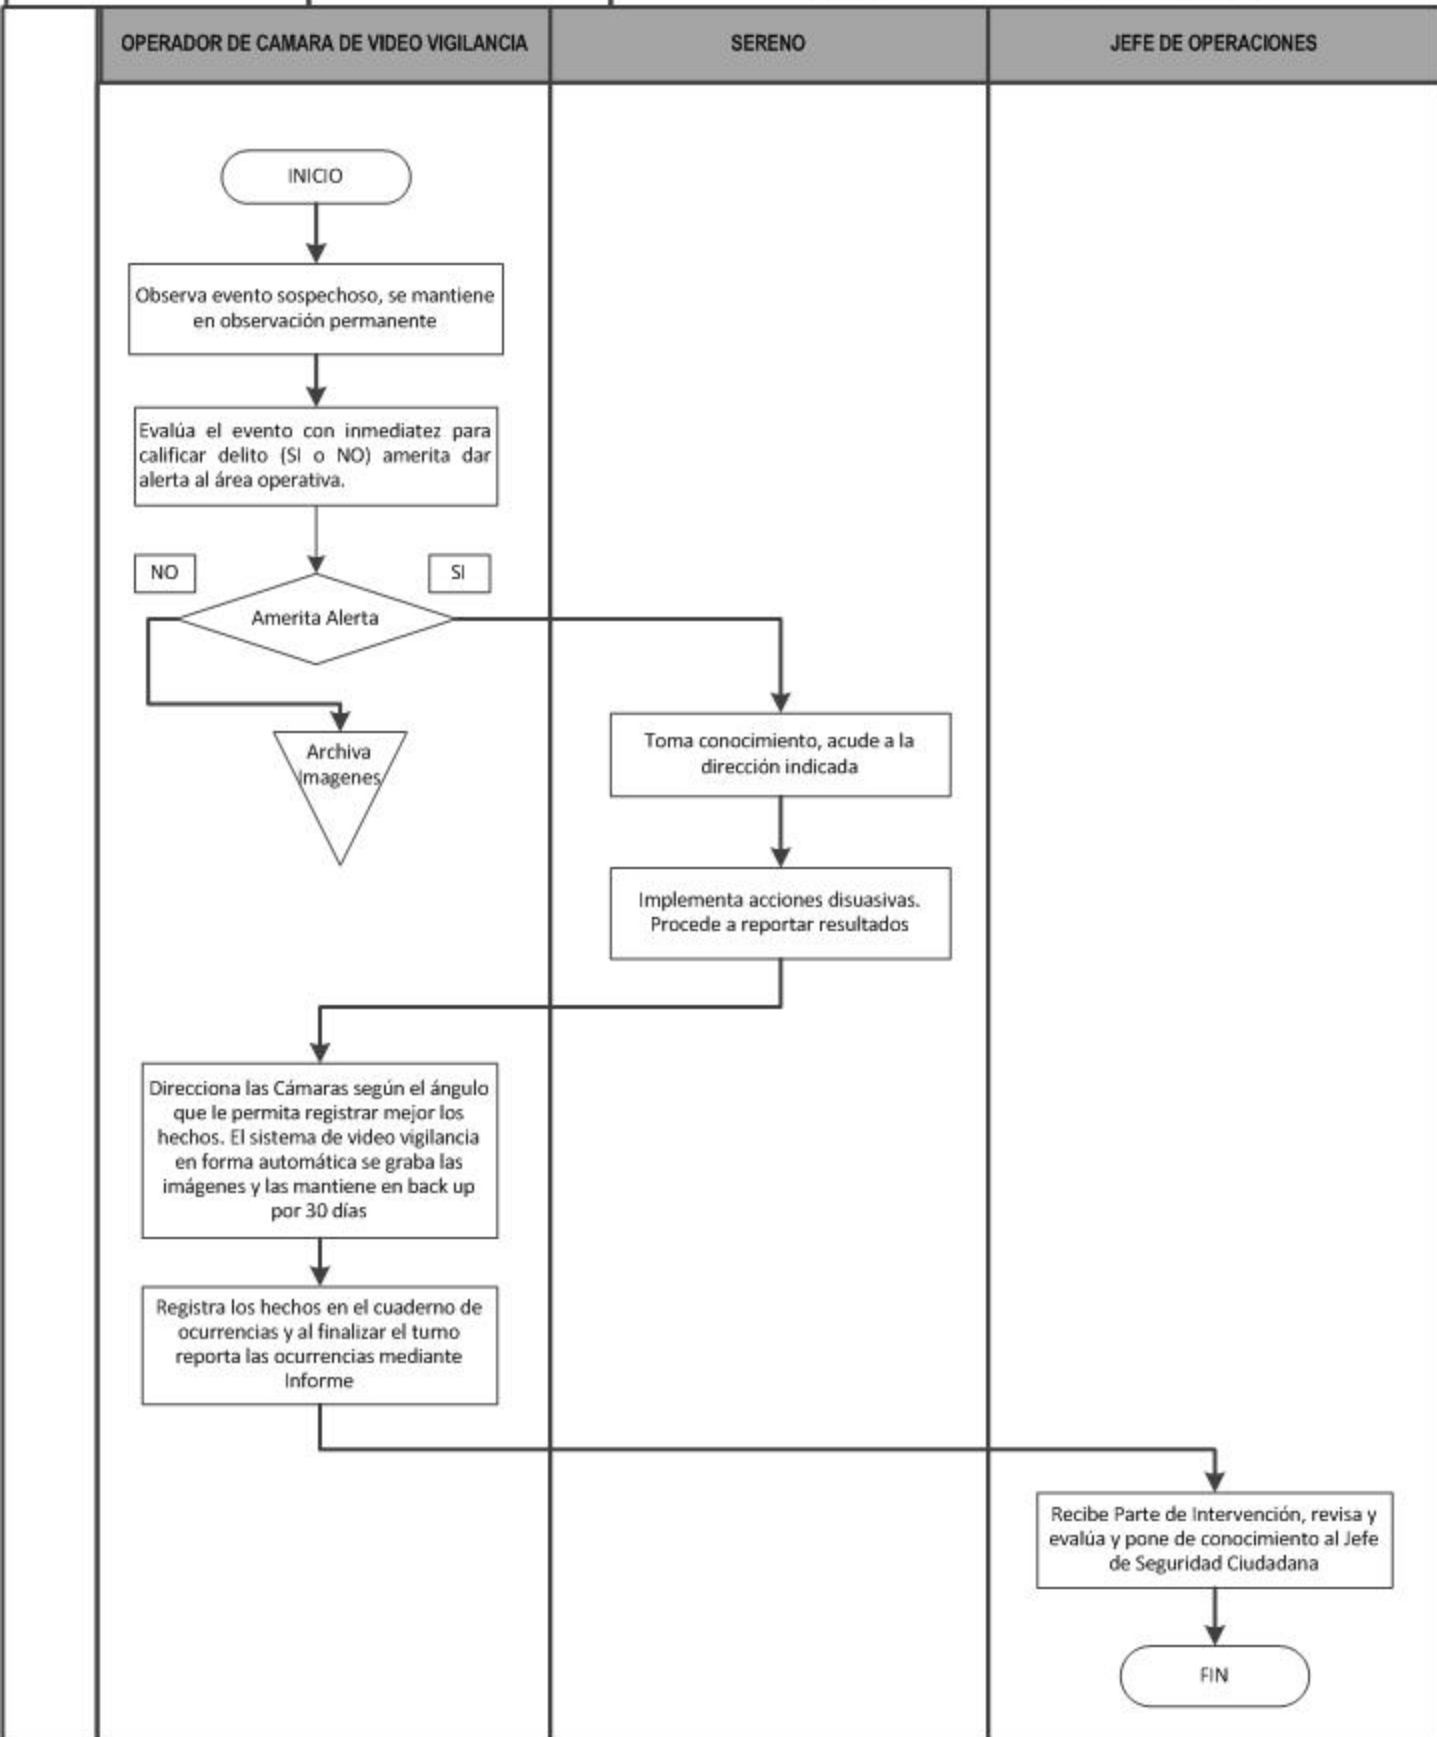 OPERADOR DE CAMARA DE VIDEO VIGILANCIA
SERENO
JEFE DE OPERACIONES
INICIO
Observa evento sospechoso, se mantiene
en observación permanente
Evalúa el evento con inmediatez para
calificar delito (SI o NO) amerita dar
alerta al área operativa.
NO
SI
Amerita Alerta
Archiva
Imagenes
Toma conocimiento, acude a la
dirección indicada
Implementa acciones disuasivas.
Procede a reportar resultados
Direcciona las Cámaras según el ángulo
que le permita registrar mejor los
hechos. El sistema de video vigilancia
en forma automática se graba las
imágenes y las mantiene en back up
por 30 días
Registra los hechos en el cuaderno de
ocurrencias y al finalizar el turno
reporta las ocurrencias mediante
Informe
Recibe Parte de Intervención, revisa y
evalúa y pone de conocimiento al Jefe
de Seguridad Ciudadana
FIN